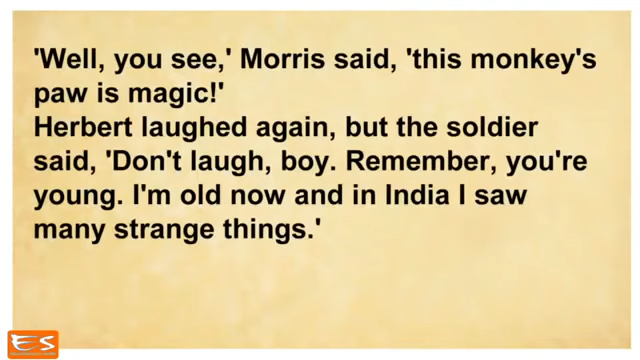 'Well, you see,' Morris said, 'this monkey's
paw is magic!'
Herbert laughed again, but the soldier
said, 'Don't laugh, boy. Remember, you're
young. I'm old now and in India I saw
many strange things.'
ES